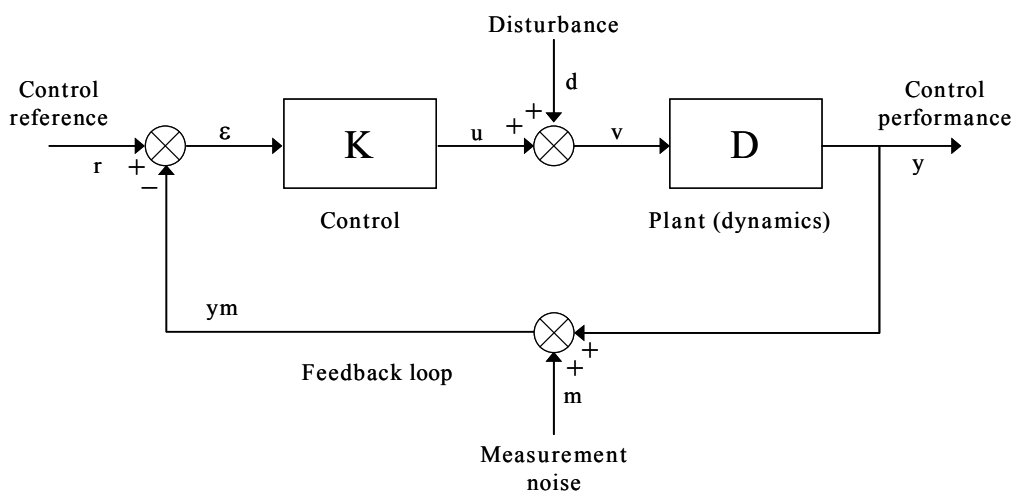 Disturbance
d
Control
reference
r
+
−
ε
K
Control
u
+
+
v
D
Plant (dynamics)
Control
performance
y
ym
Feedback loop
+
+
m
Measurement
noise